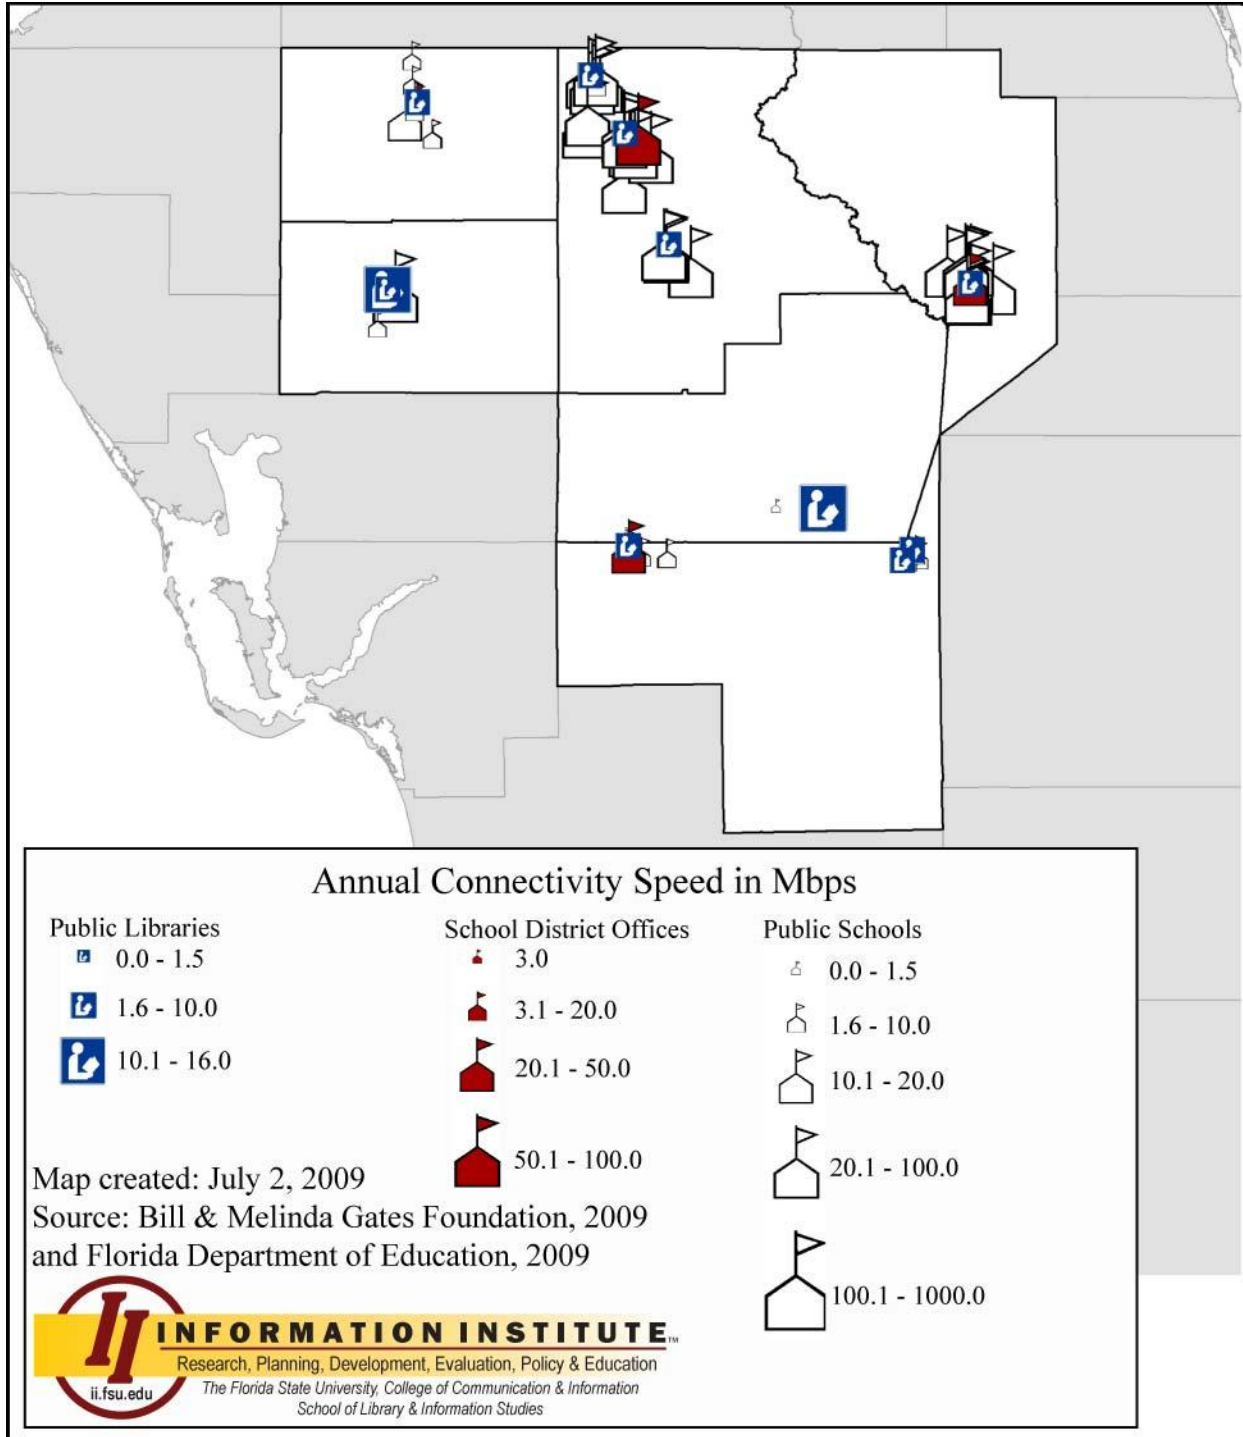 Annual Connectivity Speed in Mbps
Public Libraries
0.0 - 1.5
1.6 - 10.0
10.1 - 16.0
School District Offices
3.0
3.1 - 20.0
20.1 - 50.0
50.1 - 100.0
Public Schools
0.0 - 1.5
1.6 - 10.0
10.1 - 20.0
20.1 - 100.0
100.1 - 1000.0
Map created: July 2, 2009
Source: Bill & Melinda Gates Foundation, 2009
and Florida Department of Education, 2009
II
ii.fsu.edu
INFORMATION INSTITUTE™
Research, Planning, Development, Evaluation, Policy & Education
The Florida State University, College of Communication & Information
School of Library & Information Studies